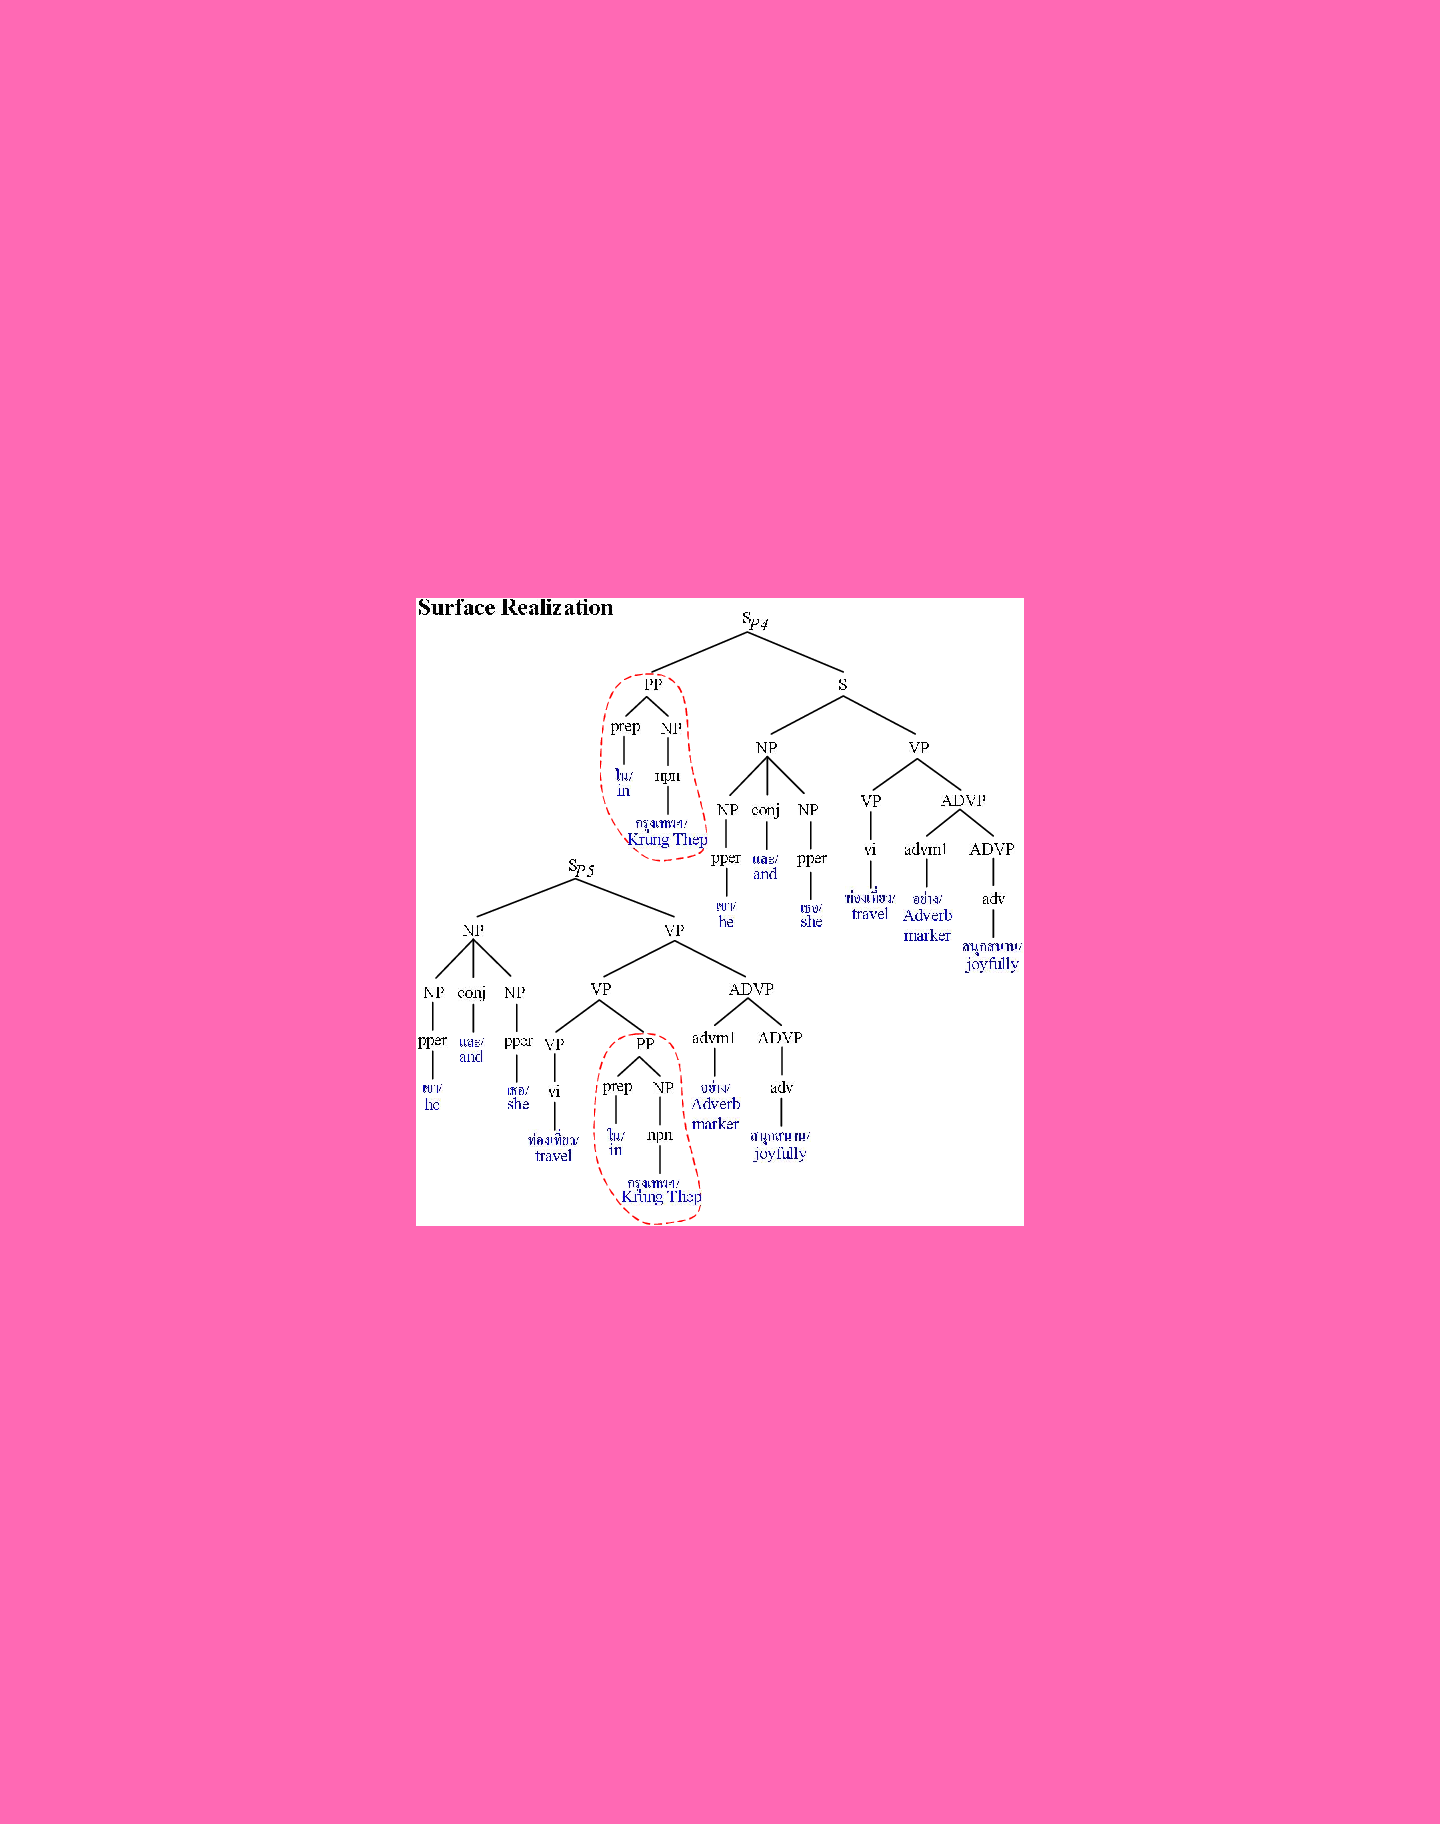 Surface Realization
S P4
PP S
prep NP
NP VP
ใน/ npn
in
NP conj NP VP ADVP
กรุงเทพฯ/
Krung Thep
pper และ/ pper vi advm1 ADVP
and
เขา/ เธอ/ ท่องเที่ยว/ อย่าง/ adv
he she travel Adverb
marker
สนุกสนาน/
joyfully
S P5
NP VP
NP conj NP VP ADVP
pper และ/ pper VP PP advm1 ADVP
and
เขา/ เธอ/ vi prep NP อย่าง/ adv
he she Adverb
marker
ท่องเที่ยว/ ใน/ npn สนุกสนาน/
travel in joyfully
กรุงเทพฯ/
Krung Thep